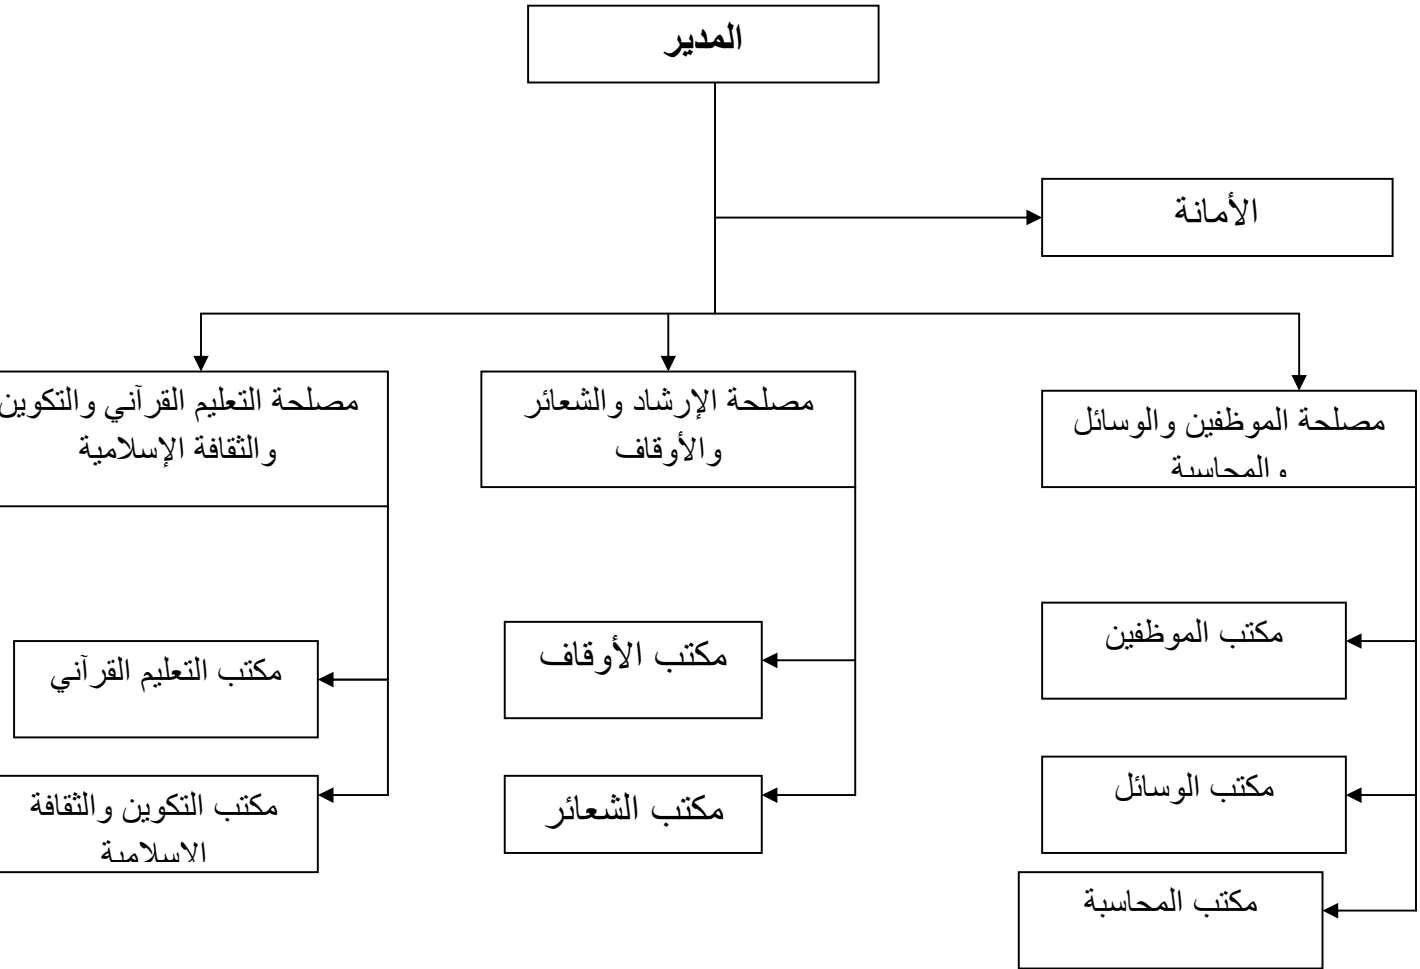 المدير
الأمانة
مصلحة الموظفين والوسائل
والمحاسبة
مصلحة الإرشاد والشعائر
والأوقاف
مصلحة التعليم القرآني والتكوين
والثقافة الإسلامية
مكتب الموظفين
مكتب الوسائل
مكتب المحاسبة
مكتب الأوقاف
مكتب الشعائر
مكتب التعليم القرآني
مكتب التكوين والثقافة
الاسلامية